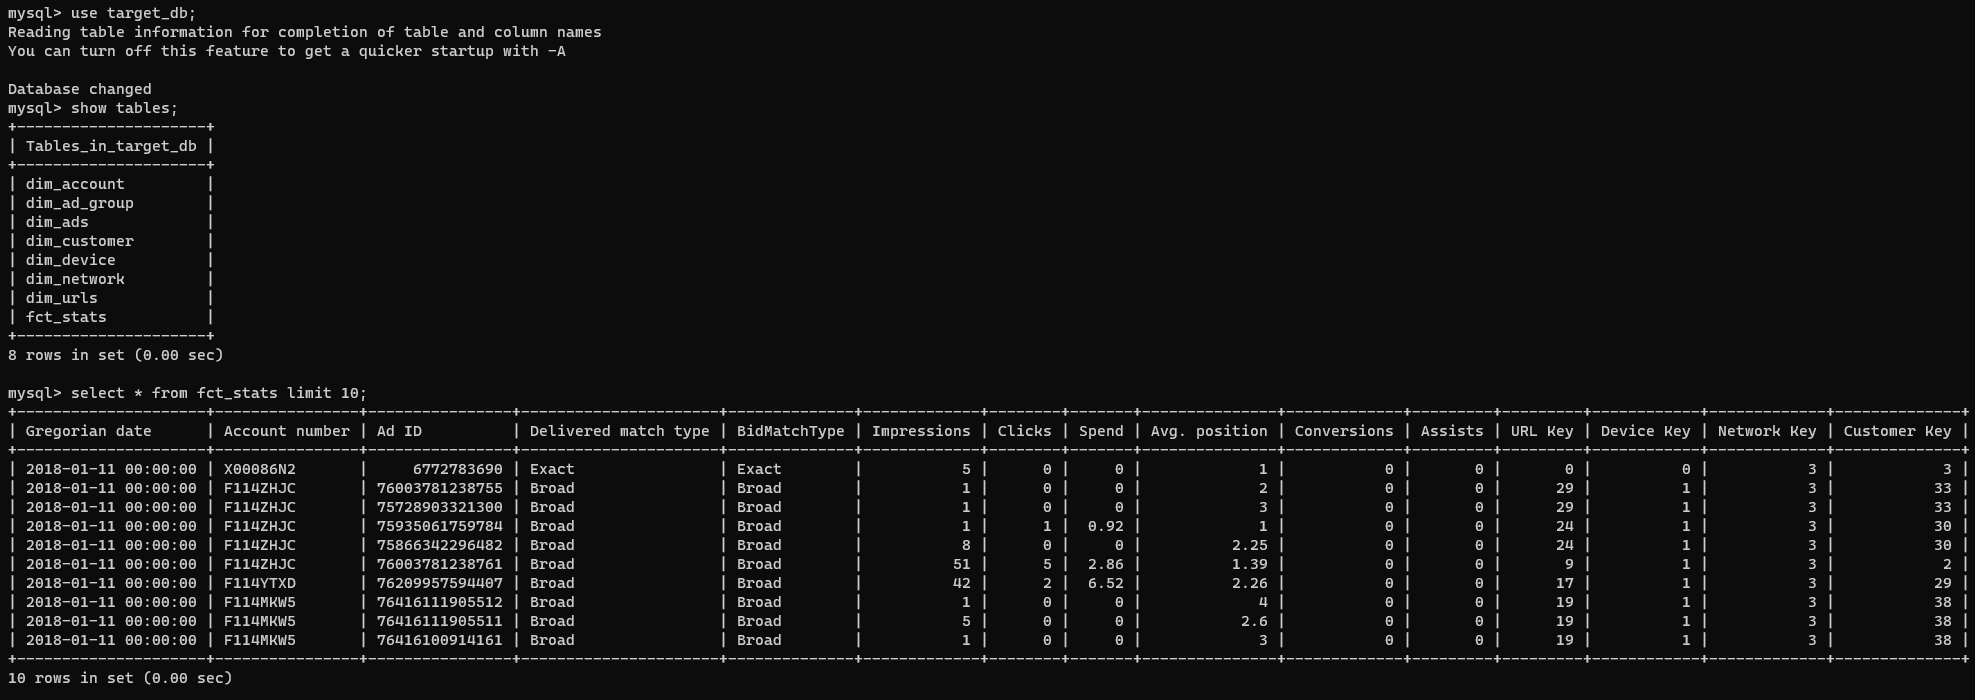 mysql> use target_db;
Reading table information for completion of table and column names
You can turn off this feature to get a quicker startup with -A
Database changed
mysql> show tables;
+---------------------+
| Tables_in_target_db |
+---------------------+
| dim_account         |
| dim_ad_group        |
| dim_ads             |
| dim_customer        |
| dim_device          |
| dim_network         |
| dim_urls            |
| fct_stats           |
+---------------------+
8 rows in set (0.00 sec)
mysql> select * from fct_stats limit 10;
+---------------------+----------------+----------------+----------------------+--------------+-------------+--------+-------+---------------+-------------+---------+---------+------------+-------------+--------------+
| Gregorian date      | Account number | Ad ID          | Delivered match type | BidMatchType | Impressions | Clicks | Spend | Avg. position | Conversions | Assists | URL Key | Device Key | Network Key | Customer Key |
+---------------------+----------------+----------------+----------------------+--------------+-------------+--------+-------+---------------+-------------+---------+---------+------------+-------------+--------------+
| 2018-01-11 00:00:00 | X00086N2       |     6772783690 | Exact                | Exact        |           5 |      0 |     0 |             1 |           0 |       0 |       0 |          0 |           3 |            3 |
| 2018-01-11 00:00:00 | F114ZHJC       | 76003781238755 | Broad                | Broad        |           1 |      0 |     0 |             2 |           0 |       0 |      29 |          1 |           3 |           33 |
| 2018-01-11 00:00:00 | F114ZHJC       | 75728903321300 | Broad                | Broad        |           1 |      0 |     0 |             3 |           0 |       0 |      29 |          1 |           3 |           33 |
| 2018-01-11 00:00:00 | F114ZHJC       | 75935061759784 | Broad                | Broad        |           1 |      1 |  0.92 |             1 |           0 |       0 |      24 |          1 |           3 |           30 |
| 2018-01-11 00:00:00 | F114ZHJC       | 75866342296482 | Broad                | Broad        |           8 |      0 |     0 |          2.25 |           0 |       0 |      24 |          1 |           3 |           30 |
| 2018-01-11 00:00:00 | F114ZHJC       | 76003781238761 | Broad                | Broad        |          51 |      5 |  2.86 |          1.39 |           0 |       0 |       9 |          1 |           3 |            2 |
| 2018-01-11 00:00:00 | F114YTXD       | 76209957594407 | Broad                | Broad        |          42 |      2 |  6.52 |          2.26 |           0 |       0 |      17 |          1 |           3 |           29 |
| 2018-01-11 00:00:00 | F114MKW5       | 76416111905512 | Broad                | Broad        |           1 |      0 |     0 |             4 |           0 |       0 |      19 |          1 |           3 |           38 |
| 2018-01-11 00:00:00 | F114MKW5       | 76416111905511 | Broad                | Broad        |           5 |      0 |     0 |           2.6 |           0 |       0 |      19 |          1 |           3 |           38 |
| 2018-01-11 00:00:00 | F114MKW5       | 76416100914161 | Broad                | Broad        |           1 |      0 |     0 |             3 |           0 |       0 |      19 |          1 |           3 |           38 |
+---------------------+----------------+----------------+----------------------+--------------+-------------+--------+-------+---------------+-------------+---------+---------+------------+-------------+--------------+
10 rows in set (0.00 sec)